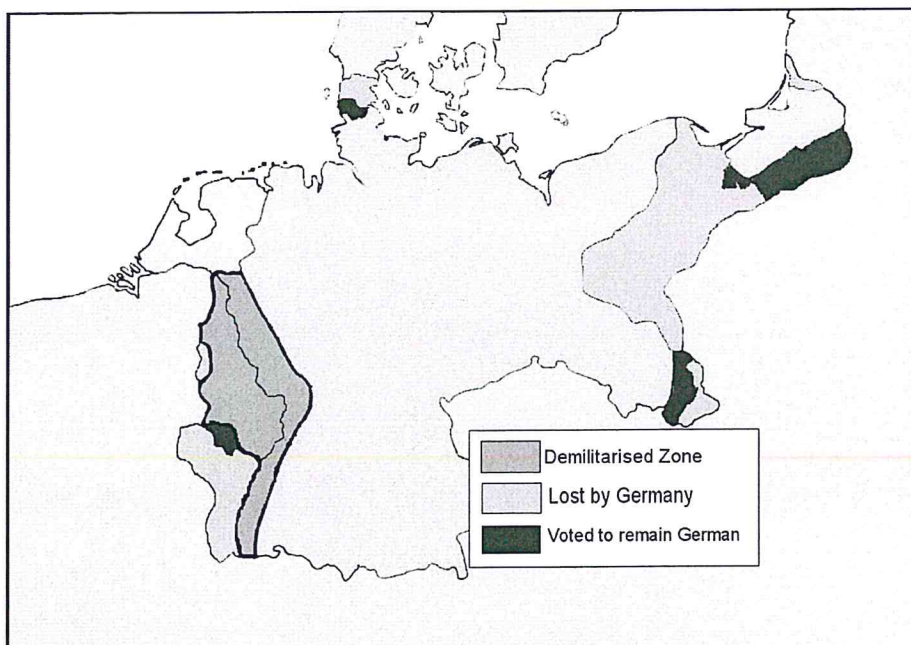 Demilitarised Zone
Lost by Germany
Voted to remain German